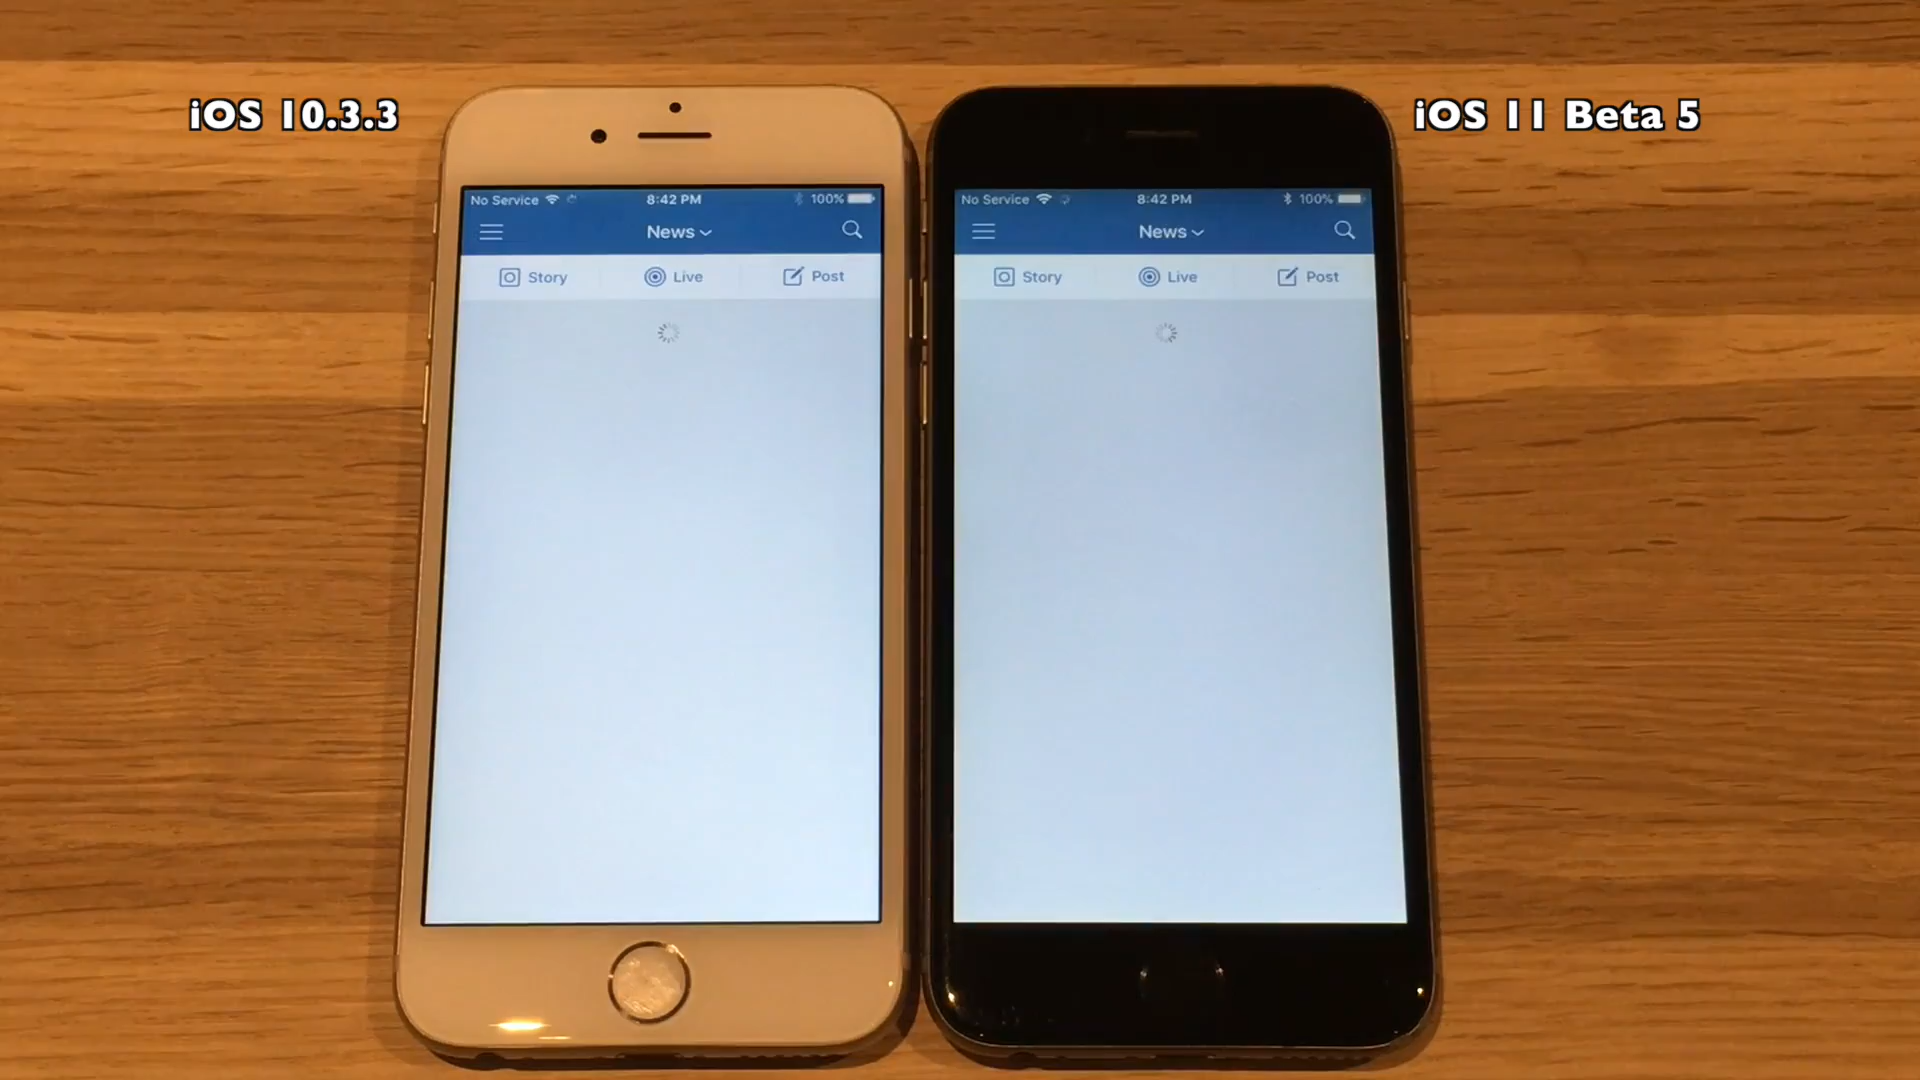 iOS 10.3.3
iOS 11 Beta 5
No Service 8:42 PM 100%
News
Story Live Post
No Service 8:42 PM 100%
News
Story Live Post